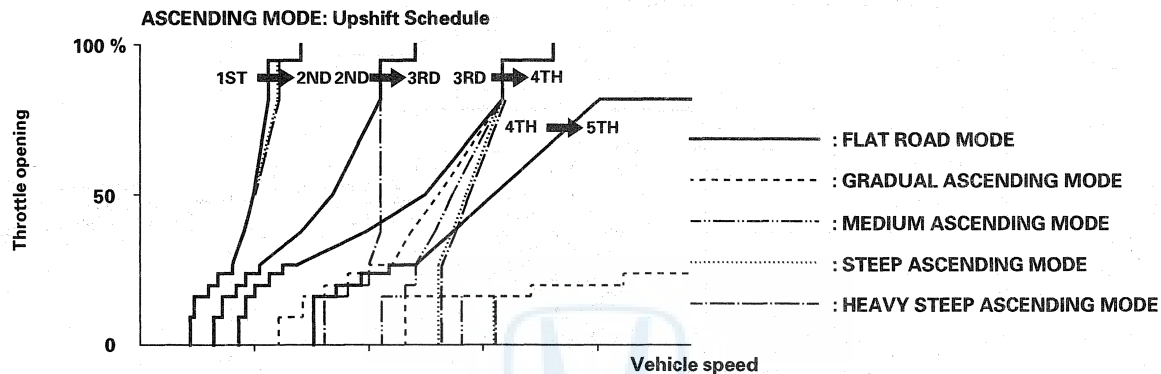 ASCENDING MODE: Upshift Schedule
100 %
1ST 2ND 2ND 3RD 3RD 4TH
4TH 5TH
Throttle opening
50
0
Vehicle speed
: FLAT ROAD MODE
: GRADUAL ASCENDING MODE
: MEDIUM ASCENDING MODE
: STEEP ASCENDING MODE
: HEAVY STEEP ASCENDING MODE